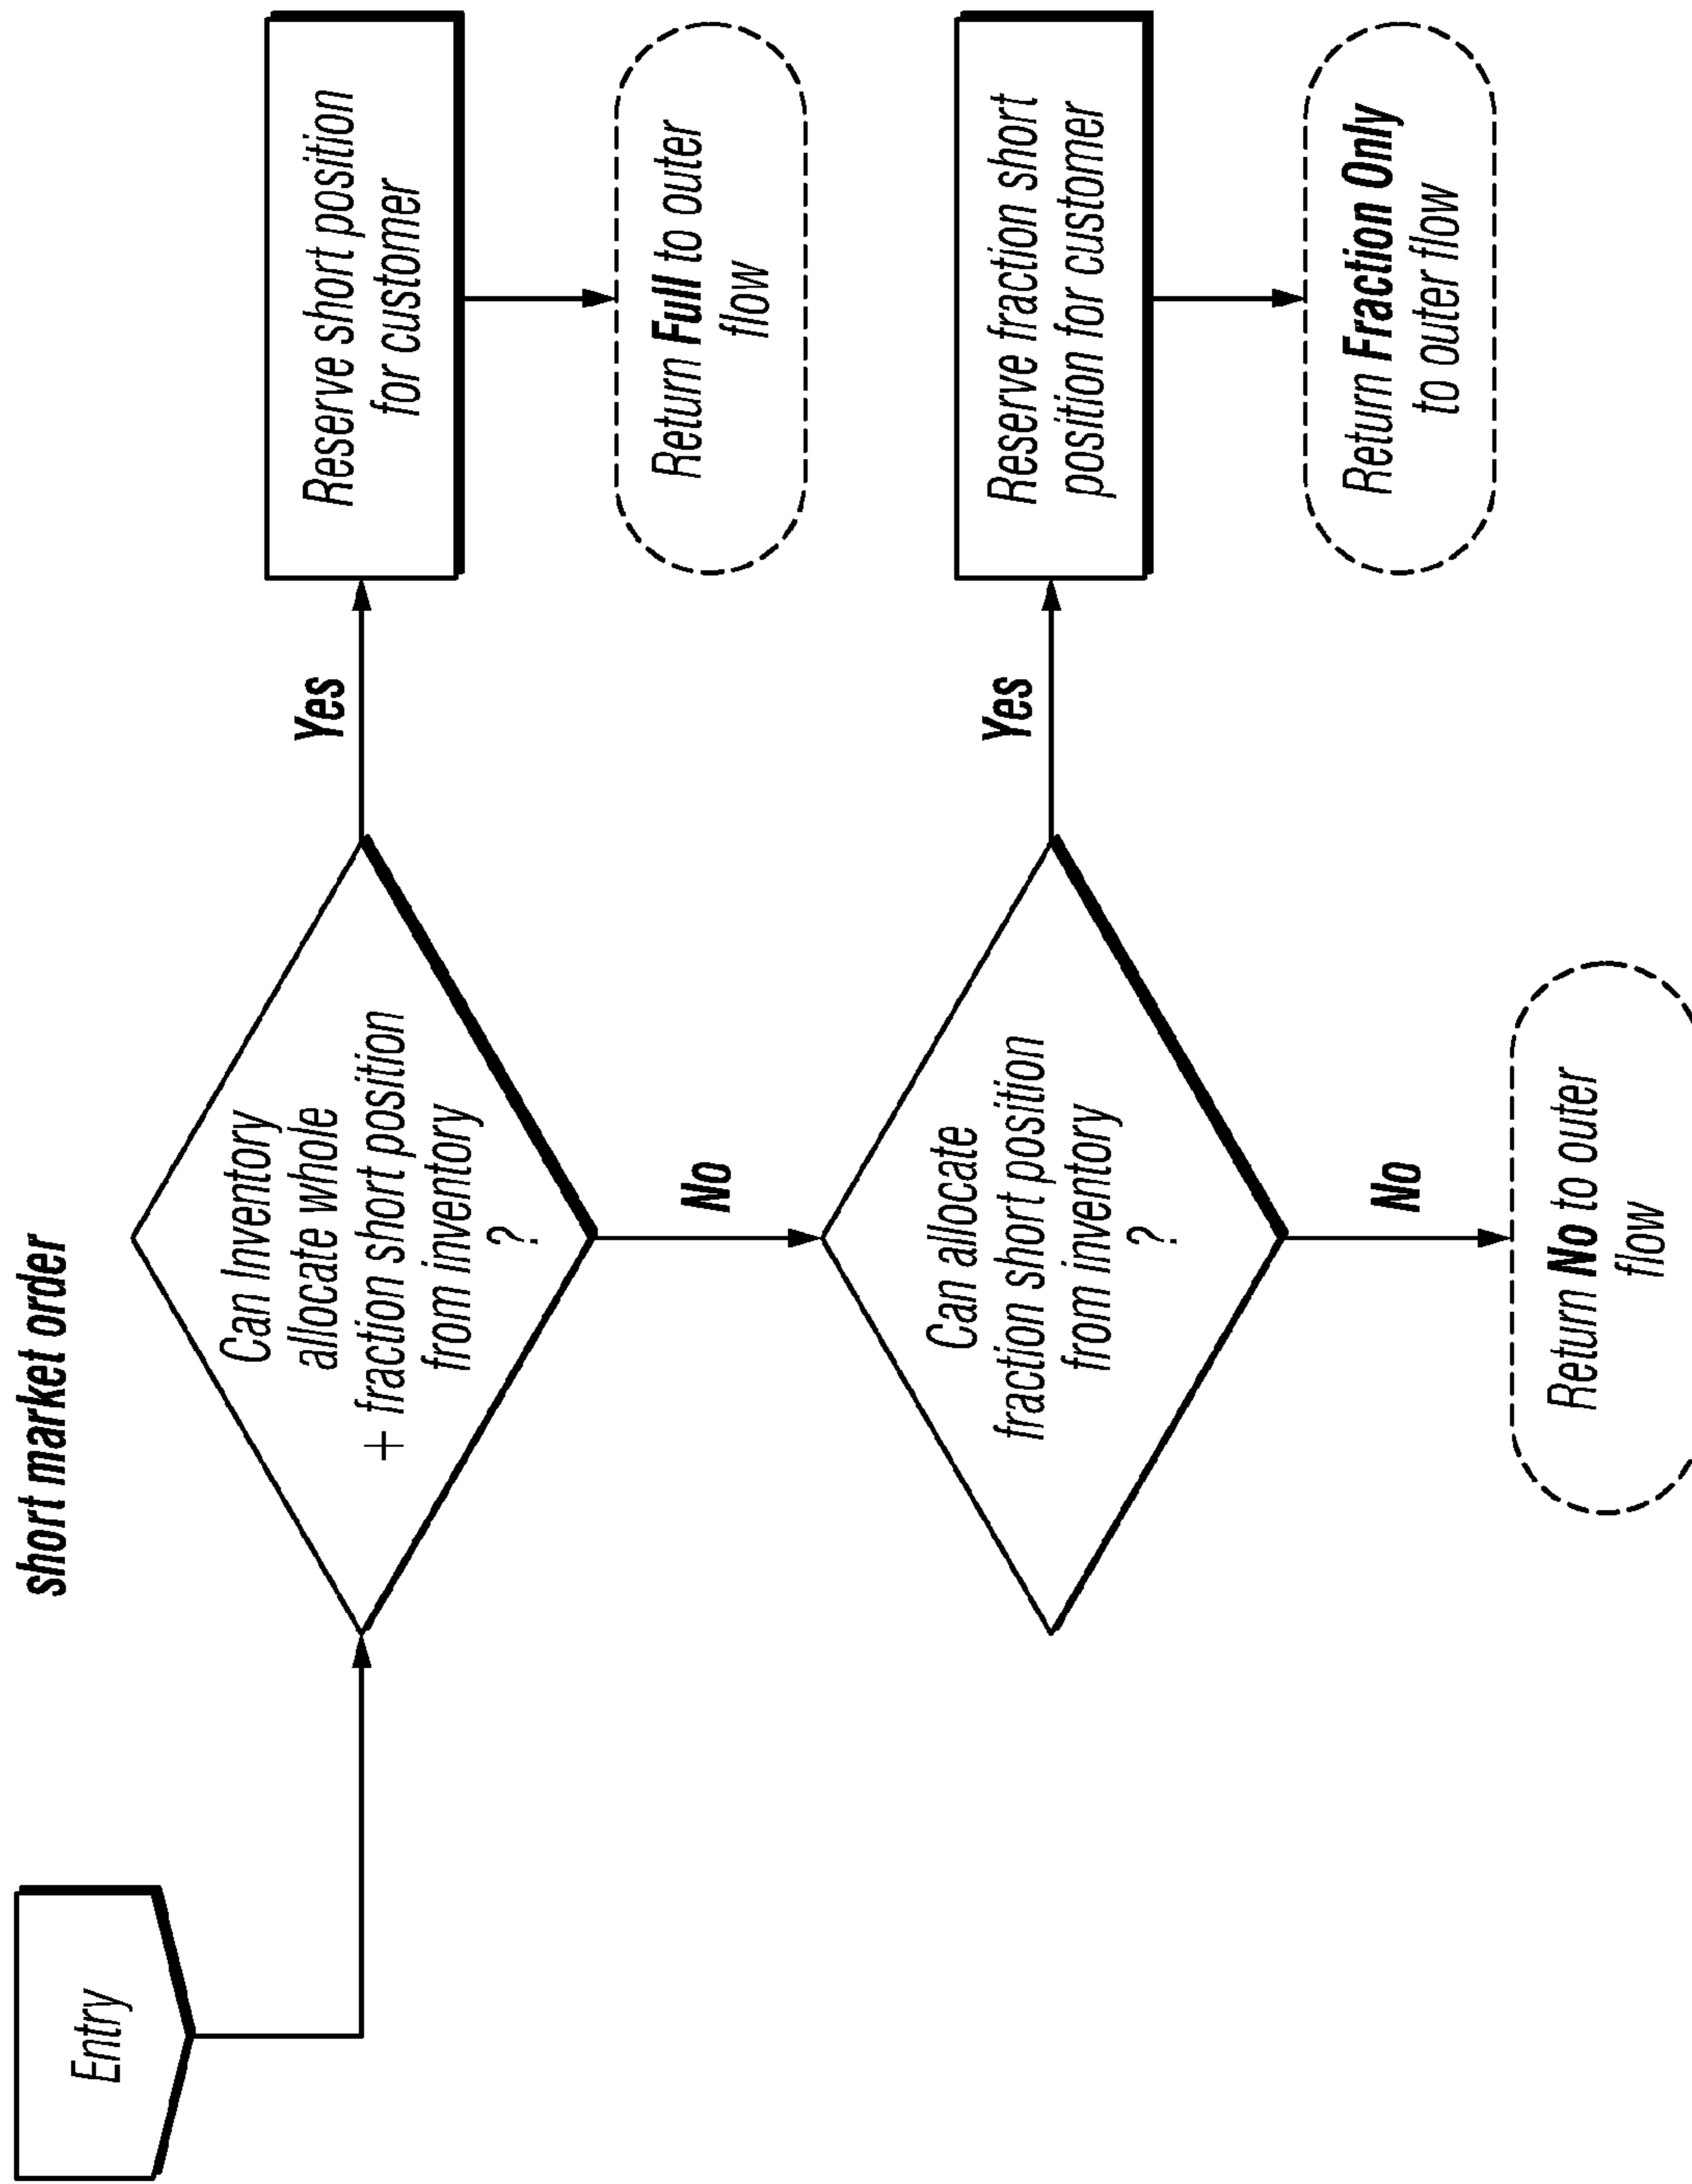 short market order
Entry
Can Inventory
allocate whole
+ fraction short position
from inventory
?
Yes
Reserve short position
for customer
Return Full to outer
flow
No
Can allocate
fraction short position
from inventory
?
Yes
Reserve fraction short
position for customer
Return Fraction Only
to outer flow
No
Return No to outer
flow